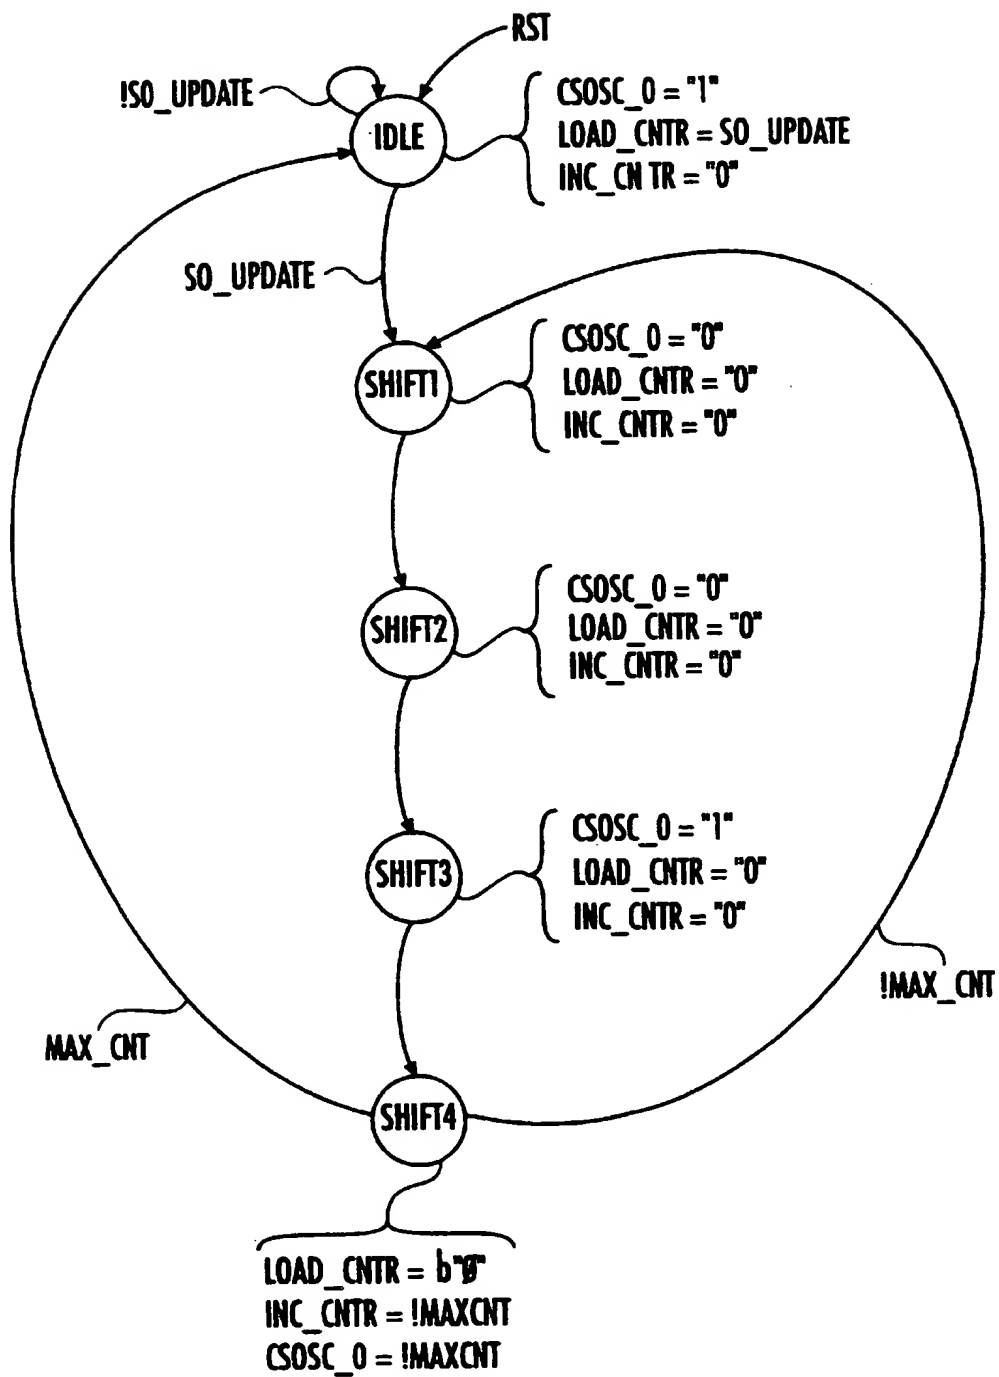 RST
!SO_UPDATE
IDLE
CSOSC_0 = "1"
LOAD_CNTR = SO_UPDATE
INC_CN TR = "0"
SO_UPDATE
SHIFT1
CSOSC_0 = "0"
LOAD_CNTR = "0"
INC_CNTR = "0"
SHIFT2
CSOSC_0 = "0"
LOAD_CNTR = "0"
INC_CNTR = "0"
SHIFT3
CSOSC_0 = "1"
LOAD_CNTR = "0"
INC_CNTR = "0"
!MAX_CNT
MAX_CNT
SHIFT4
LOAD_CNTR = b"0"
INC_CNTR = !MAXCNT
CSOSC_0 = !MAXCNT